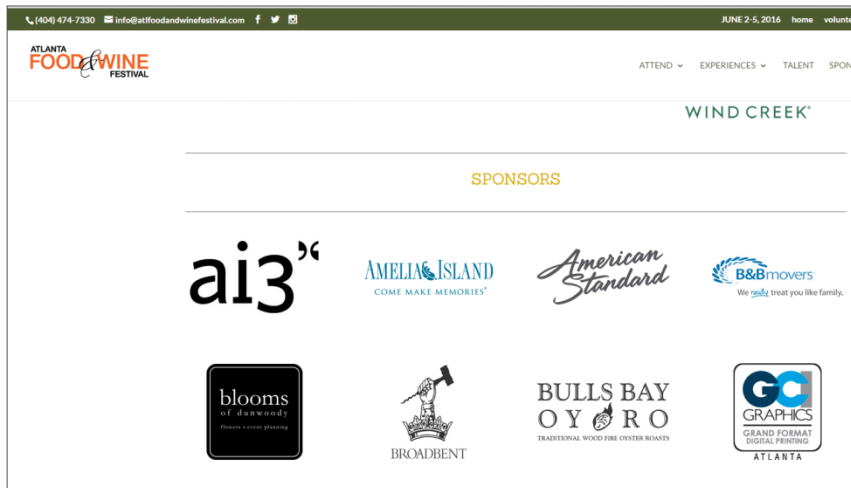 (404) 474-7330 info@atlfoodandwinefestival.com JUNE 2-5, 2016 home volunte
ATLANTA
FOOD & WINE
FESTIVAL
ATTEND EXPERIENCES TALENT SPON
WIND CREEK®
SPONSORS
ai3
AMELIA ISLAND
COME MAKE MEMORIES®
American
Standard
B&B movers
We really treat you like family.
blooms
of dunwoody
flowers + event planning
BROADBENT
BULLS BAY
OY RO
TRADITIONAL WOOD FIRE OYSTER ROASTS
GCI
GRAPHICS
GRAND FORMAT
DIGITAL PRINTING
ATLANTA